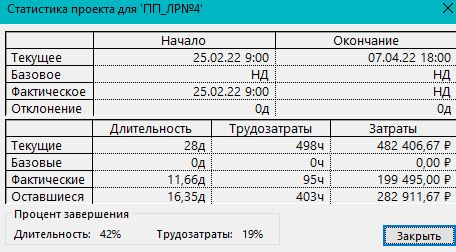 Статистика проекта для 'ПП_ЛР№4'
Начало Окончание
Текущее 25.02.22 9:00 07.04.22 18:00
Базовое НД НД
Фактическое 25.02.22 9:00 НД
Отклонение 0д 0д
Длительность Трудозатраты Затраты
Текущие 28д 498ч 482 406,67 ₽
Базовые 0д 0ч 0,00 ₽
Фактические 11,66д 95ч 199 495,00 ₽
Оставшиеся 16,35д 403ч 282 911,67 ₽
Процент завершения
Длительность: 42% Трудозатраты: 19% Закрыть